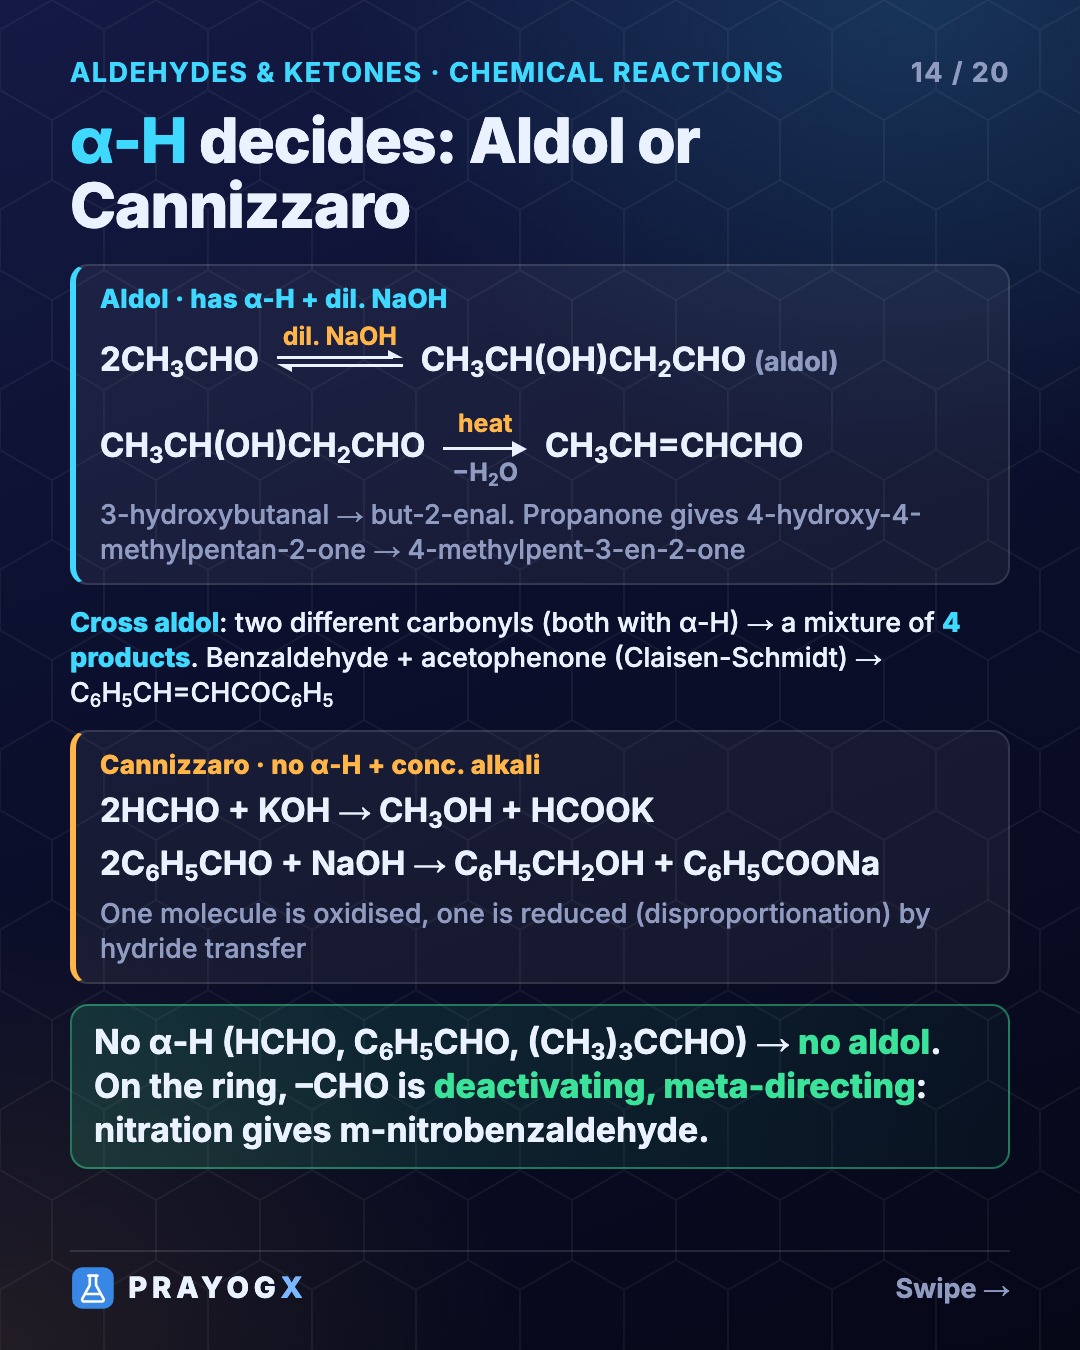 ALDEHYDES & KETONES · CHEMICAL REACTIONS
14 / 20
α-H decides: Aldol or
Cannizzaro
Aldol · has α-H + dil. NaOH
2CH₃CHO ⇌ CH₃CH(OH)CH₂CHO (aldol)
dil. NaOH
heat
CH₃CH(OH)CH₂CHO → CH₃CH=CHCHO
−H₂O
3-hydroxybutanal → but-2-enal. Propanone gives 4-hydroxy-4-
methylpentan-2-one → 4-methylpent-3-en-2-one
Cross aldol: two different carbonyls (both with α-H) → a mixture of 4
products. Benzaldehyde + acetophenone (Claisen-Schmidt) →
C₆H₅CH=CHCOC₆H₅
Cannizzaro · no α-H + conc. alkali
2HCHO + KOH → CH₃OH + HCOOK
2C₆H₅CHO + NaOH → C₆H₅CH₂OH + C₆H₅COONa
One molecule is oxidised, one is reduced (disproportionation) by
hydride transfer
No α-H (HCHO, C₆H₅CHO, (CH₃)₃CCHO) → no aldol.
On the ring, –CHO is deactivating, meta-directing:
nitration gives m-nitrobenzaldehyde.
PRAYOGX
Swipe →